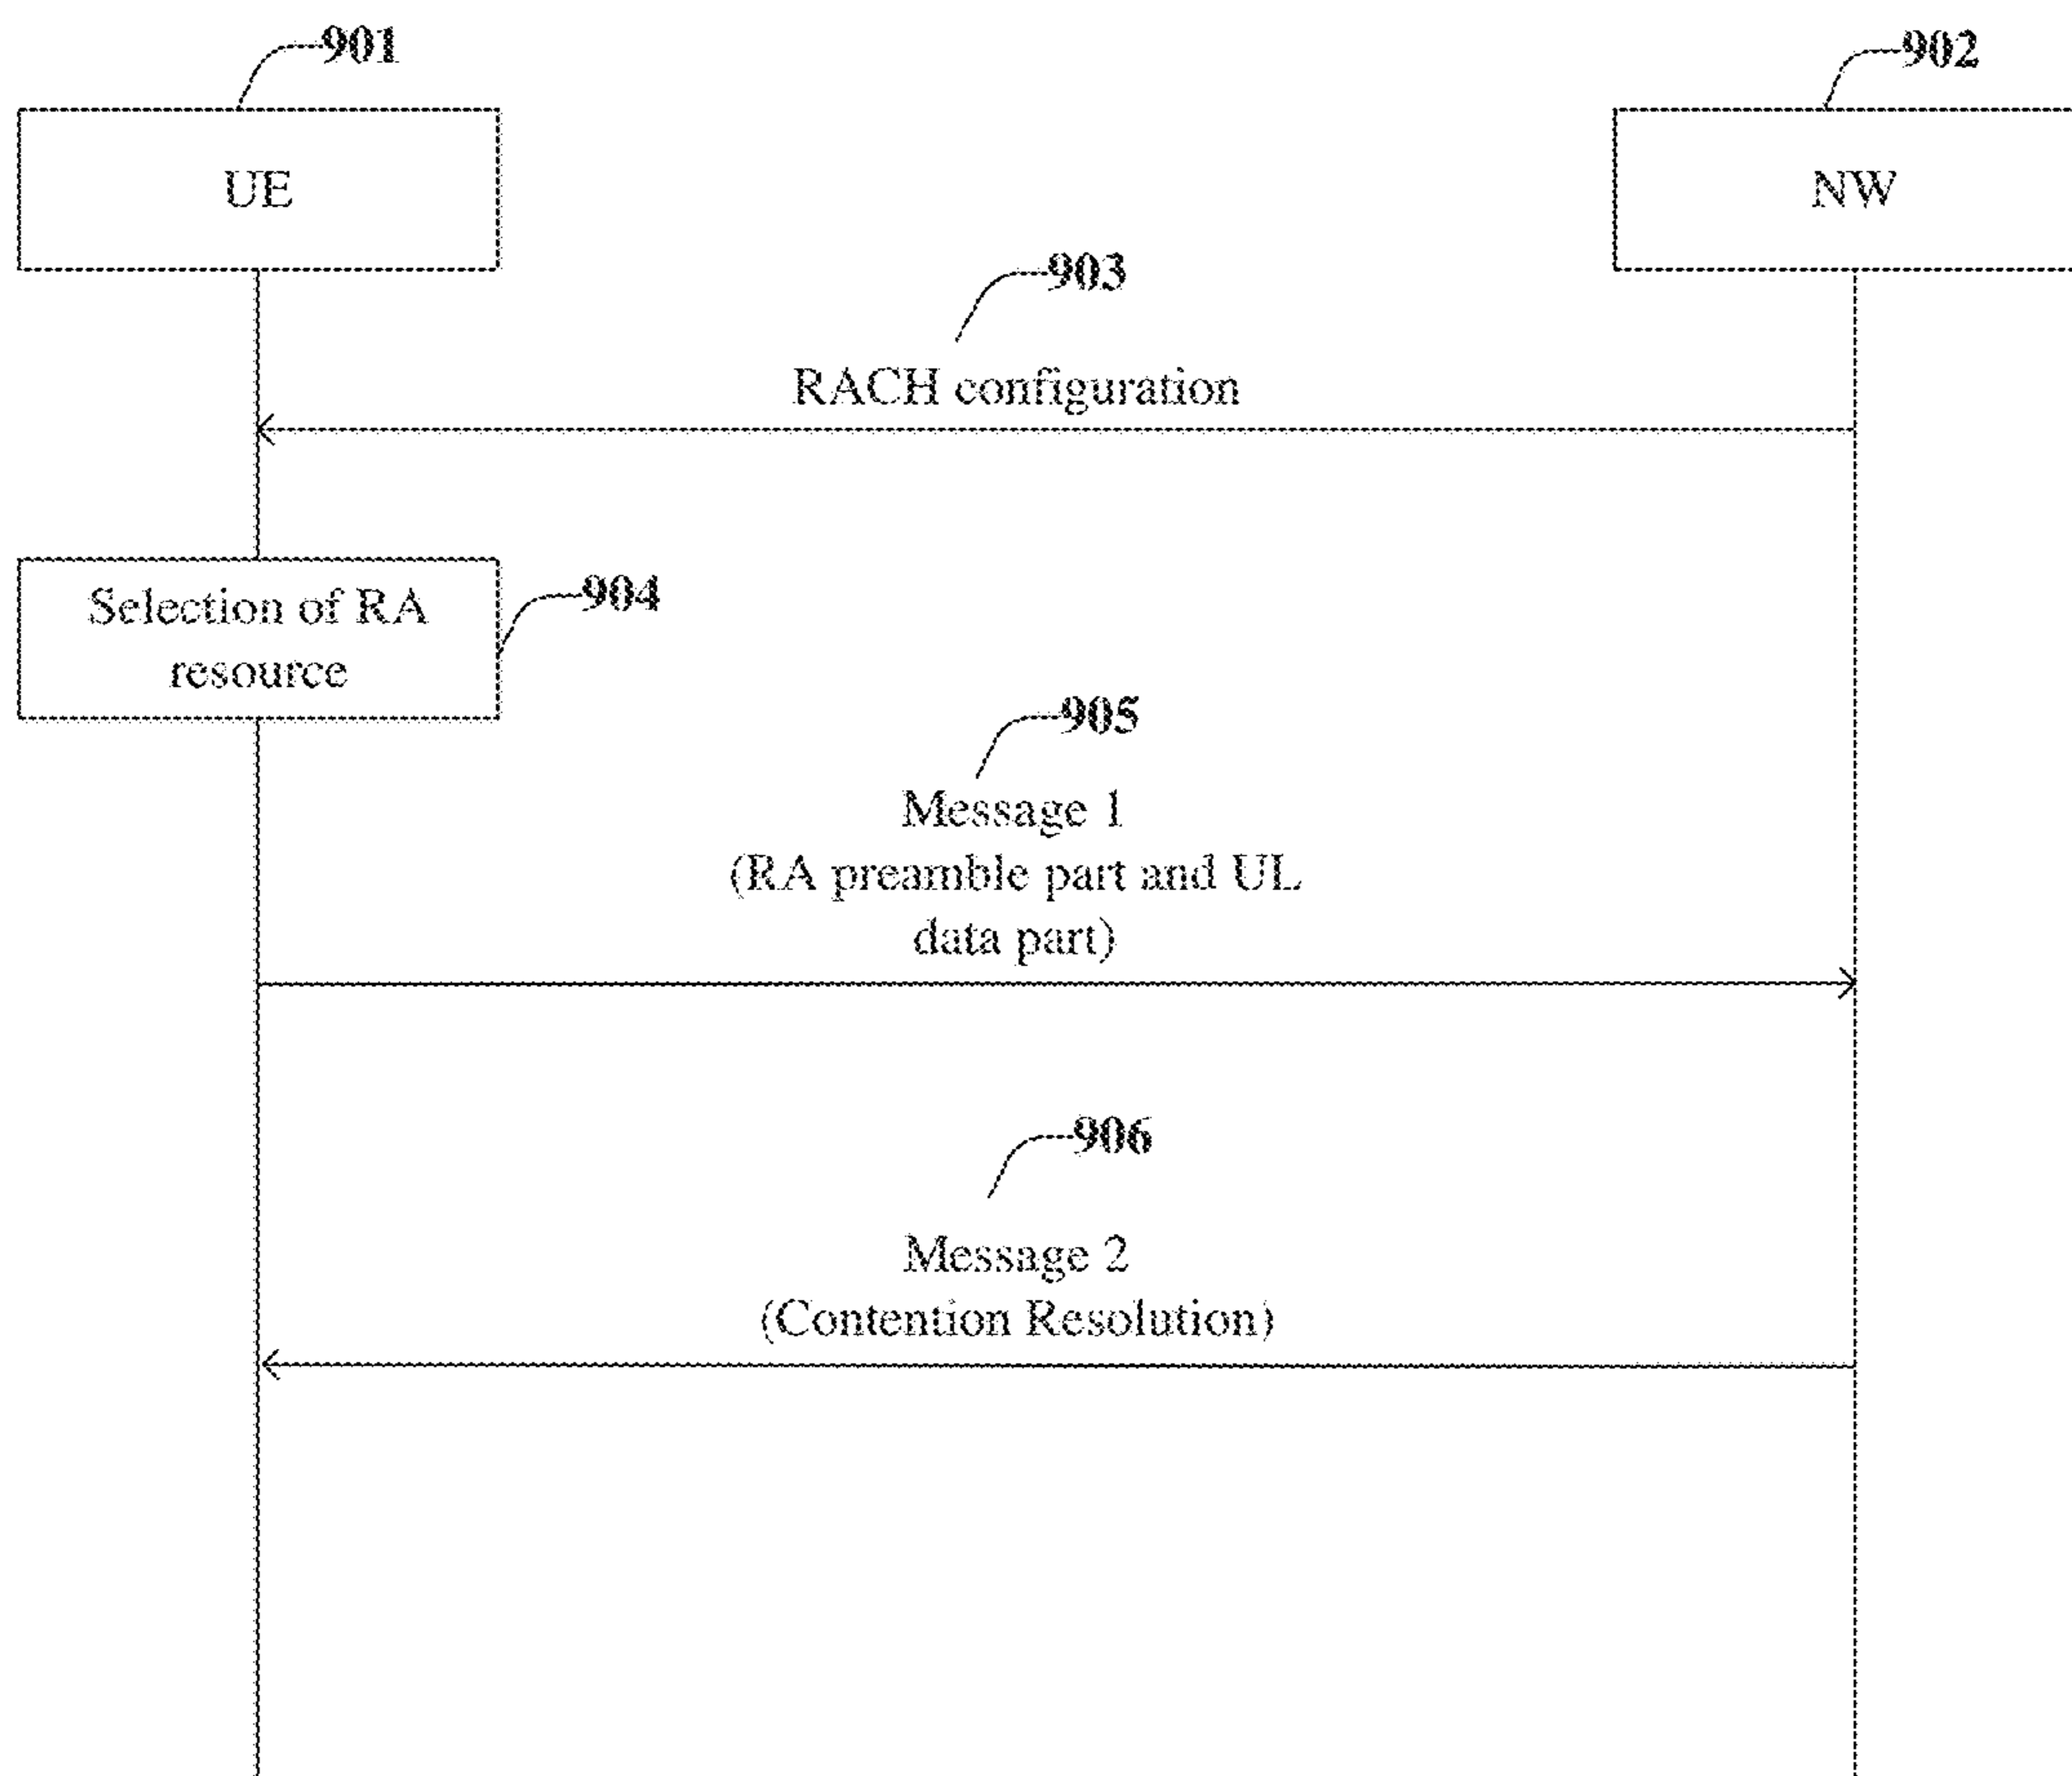 901
902
UE
NW
903
RACH configuration
Selection of RA
resource
904
905
Message 1
(RA preamble part and UL
data part)
906
Message 2
(Contention Resolution)